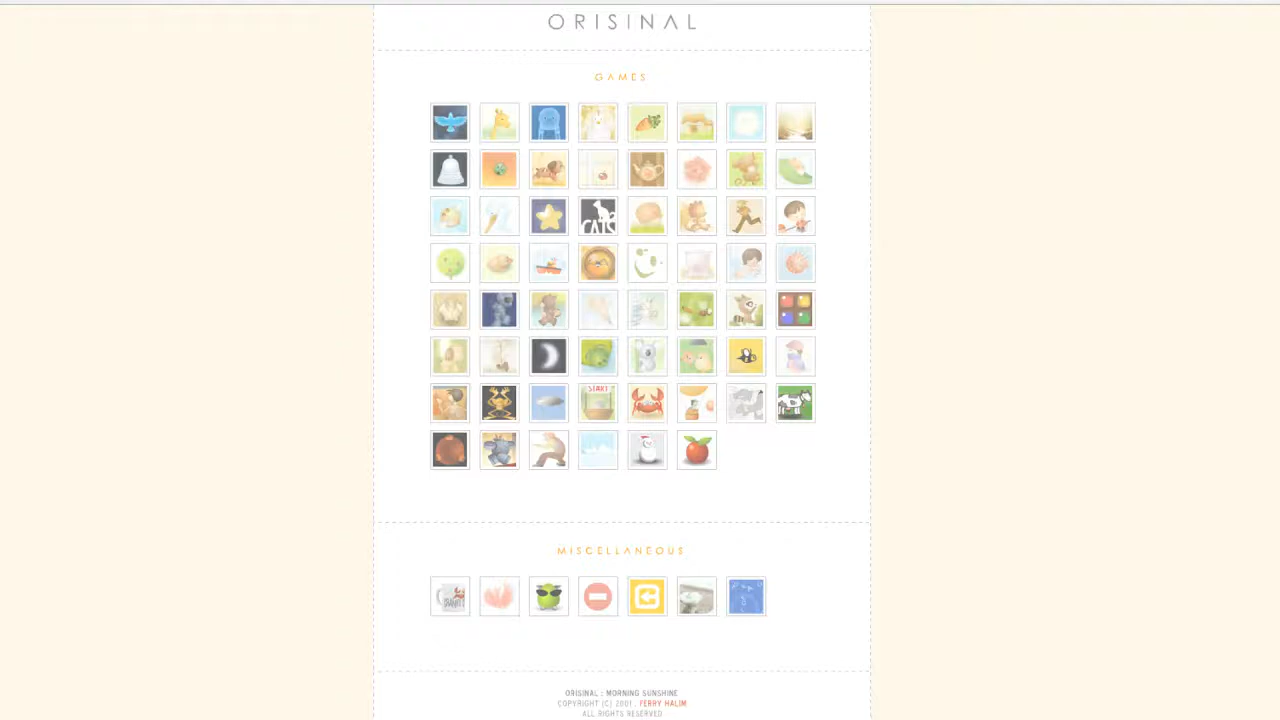 ORISINAL
GAMES
CATS
START
MISCELLANEOUS
ORISINAL : MORNING SUNSHINE
COPYRIGHT (C) 2001 . FERRY HALIM
ALL RIGHTS RESERVED